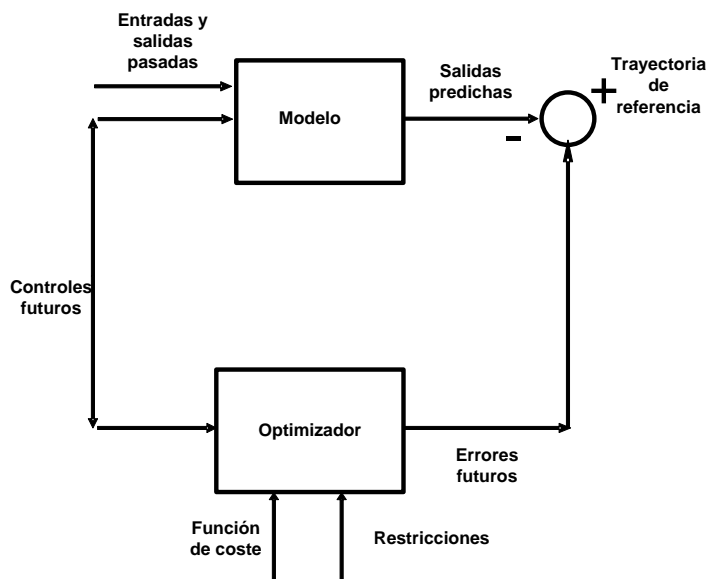 Entradas y
salidas
pasadas
Modelo
Salidas
predichas
+
Trayectoria
de
referencia
-
Controles
futuros
Optimizador
Errores
futuros
Función
de coste
Restricciones